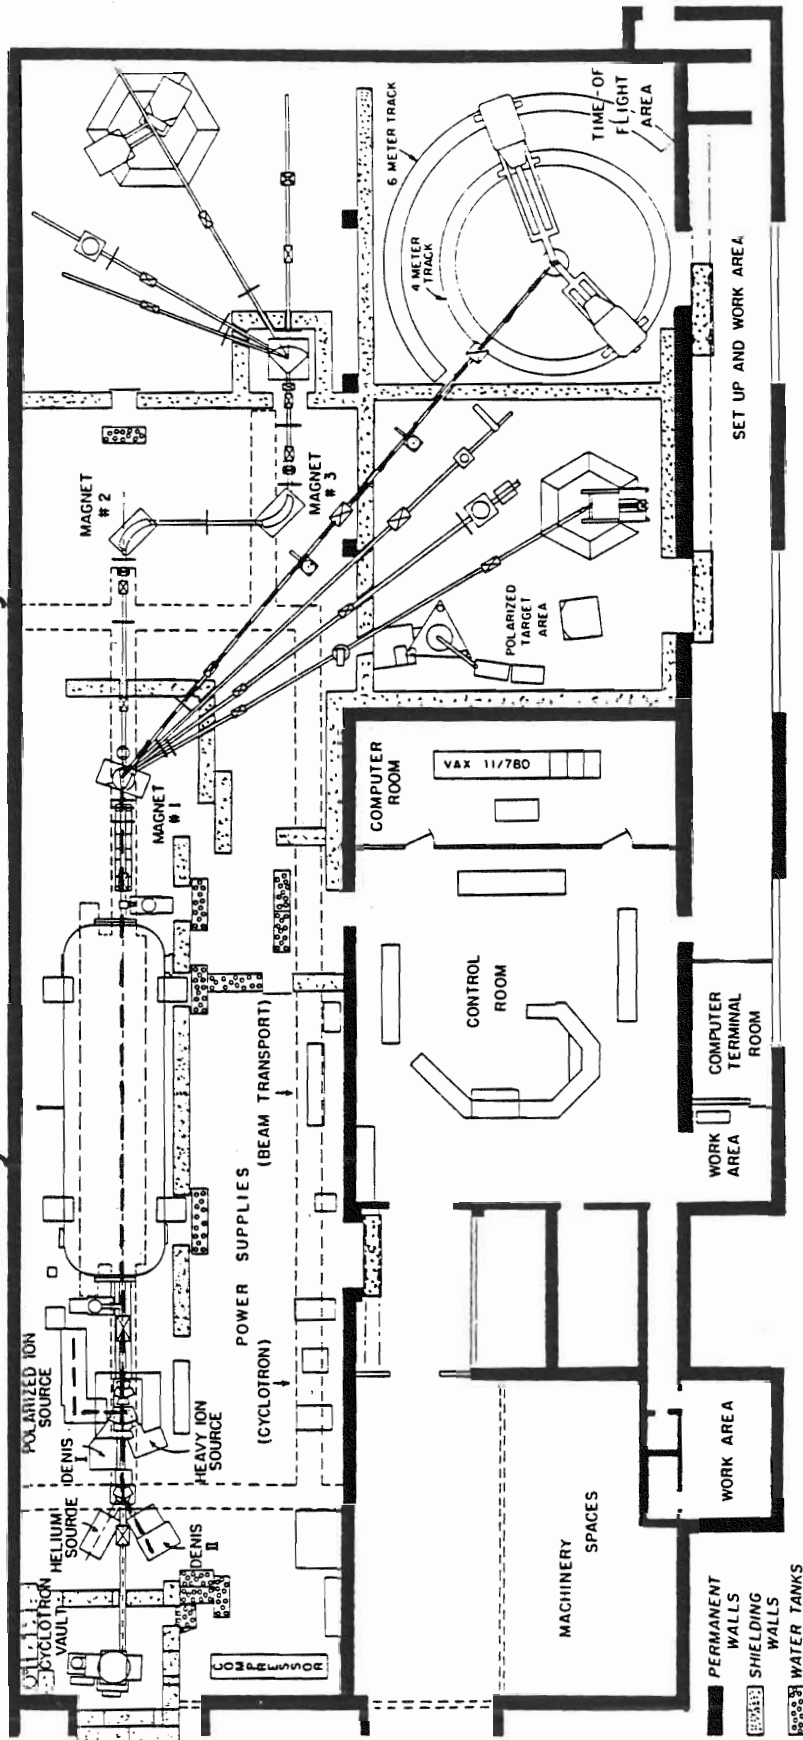 TIME-OF
FLIGHT
AREA
6 METER TRACK
4 METER
TRACK
SET UP AND WORK AREA
MAGNET
#2
MAGNET
#3
POLARIZED
TARGET
AREA
MAGNET
#1
COMPUTER
ROOM
VAX 11/780
CONTROL
ROOM
COMPUTER
TERMINAL
ROOM
WORK
AREA
POWER SUPPLIES
(BEAM TRANSPORT)
(CYCLOTRON)
POLARIZED ION
SOURCE
DENIS
I
HEAVY ION
SOURCE
HELIUM
SOURCE
DENIS
II
CYCLOTRON
VAULT
COMPRESSOR
MACHINERY
SPACES
WORK AREA
PERMANENT
WALLS
SHIELDING
WALLS
WATER TANKS